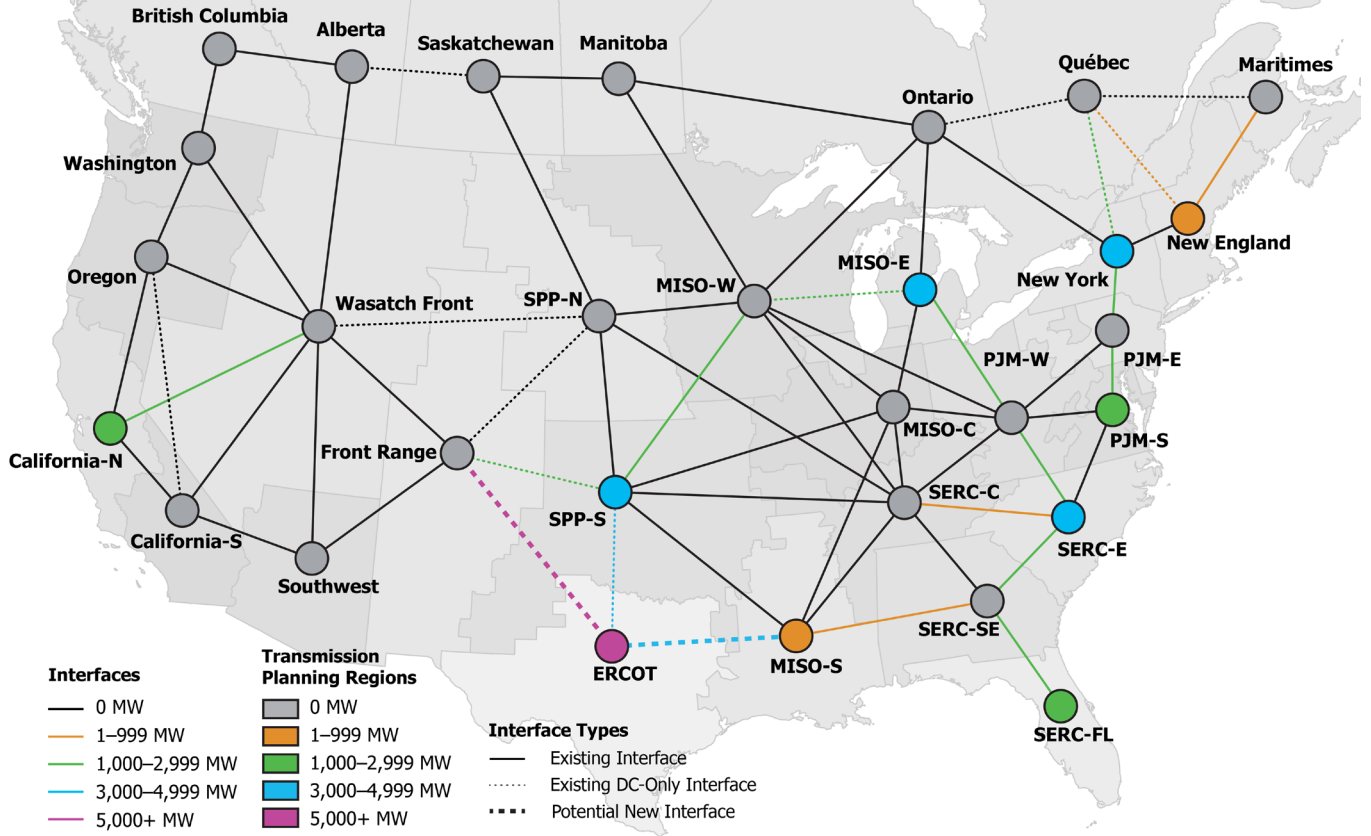 British Columbia
Alberta
Saskatchewan
Manitoba
Québec
Maritimes
Ontario
Washington
New England
MISO-E
New York
Oregon
MISO-W
SPP-N
Wasatch Front
PJM-W
PJM-E
MISO-C
PJM-S
Front Range
California-N
SERC-C
SPP-S
California-S
SERC-E
Southwest
SERC-SE
MISO-S
ERCOT
SERC-FL
Interfaces
0 MW
1–999 MW
1,000–2,999 MW
3,000–4,999 MW
5,000+ MW
Transmission
Planning Regions
0 MW
1–999 MW
1,000–2,999 MW
3,000–4,999 MW
5,000+ MW
Interface Types
Existing Interface
Existing DC-Only Interface
Potential New Interface